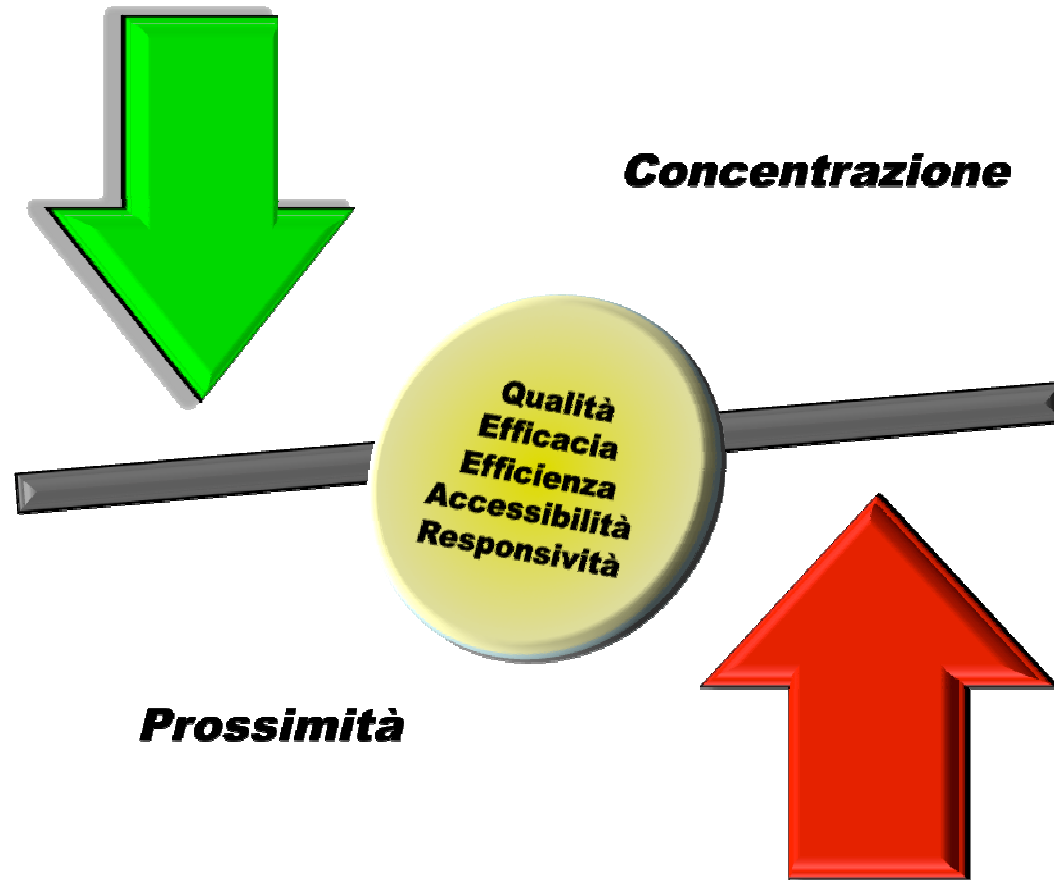 Concentrazione
Qualità
Efficacia
Efficienza
Accessibilità
Responsività
Prossimità